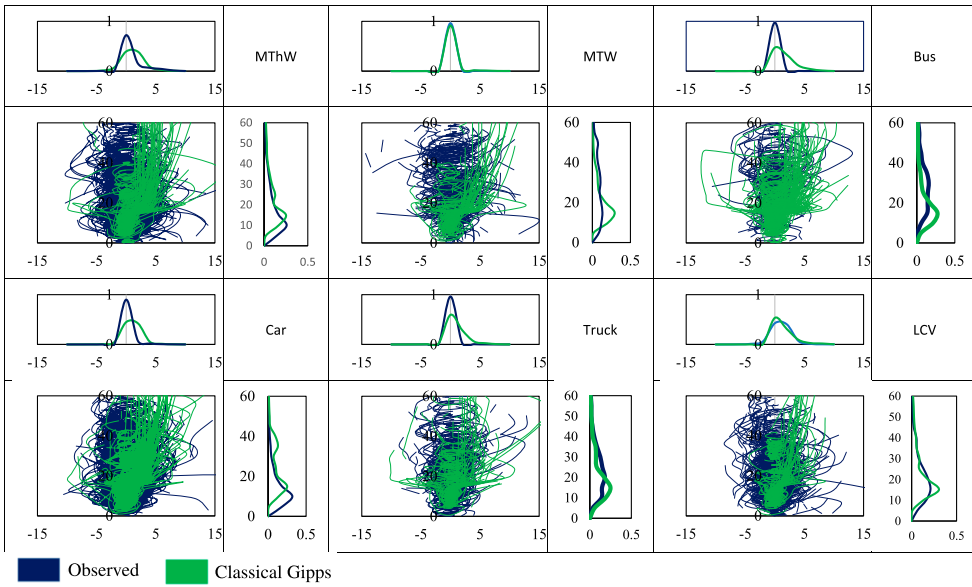 1 1 1
MThW MTW Bus
0 0 0
-15 -5 5 15 -15 -5 5 15 -15 -5 5 15
60 60 60 60 60 60
50
40 40 40 40 40 40
30
20 20 20 20 20 20
10
0 0 0 0 0 0
-15 -5 5 15 0 0.5 -15 -5 5 15 0 0.5 -15 -5 5 15 0 0.5
1 1 1
Car Truck LCV
0 0 0
-15 -5 5 15 -15 -5 5 15 -15 -5 5 15
60 60 60 60 60 60
50 50
40 40 40 40 40 40
30 30
20 20 20 20 20 20
10 10
0 0 0 0 0 0
-15 -5 5 15 0 0.5 -15 -5 5 15 0 0.5 -15 -5 5 15 0 0.5
Observed Classical Gipps